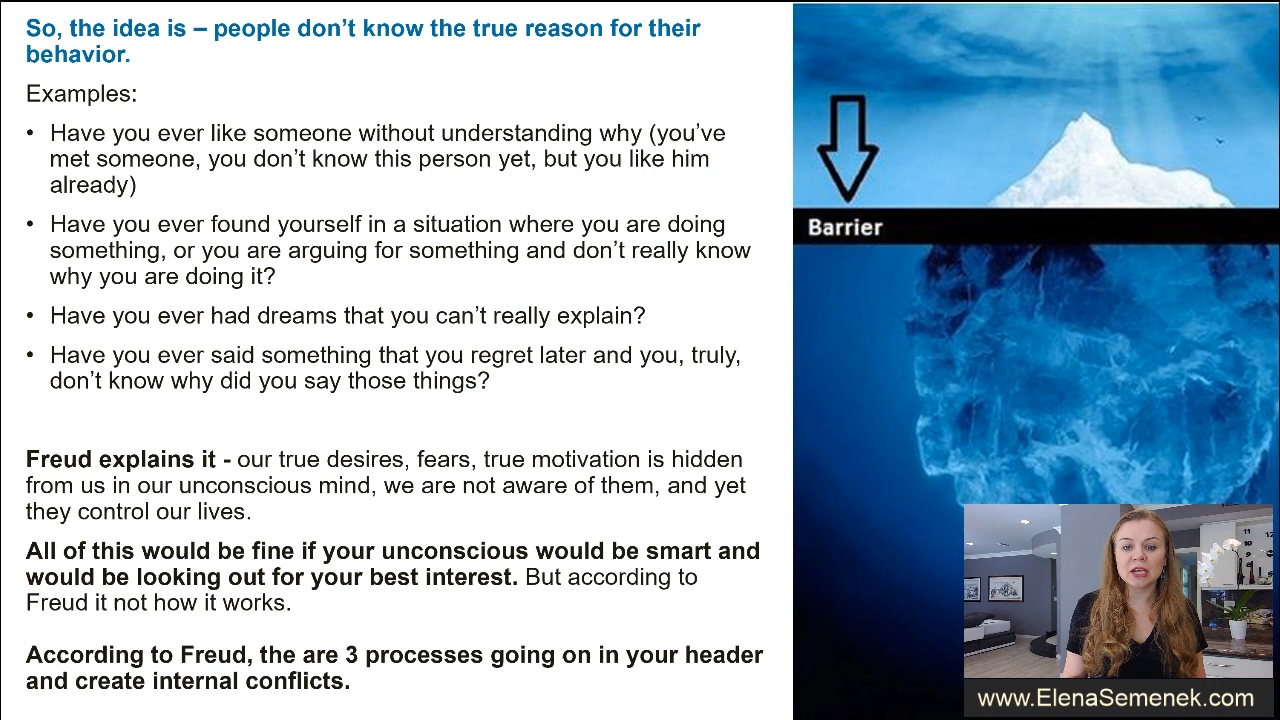 So, the idea is – people don’t know the true reason for their
behavior.
Examples:
• Have you ever like someone without understanding why (you’ve
met someone, you don’t know this person yet, but you like him
already)
• Have you ever found yourself in a situation where you are doing
something, or you are arguing for something and don’t really know
why you are doing it?
• Have you ever had dreams that you can’t really explain?
• Have you ever said something that you regret later and you, truly,
don’t know why did you say those things?
Freud explains it - our true desires, fears, true motivation is hidden
from us in our unconscious mind, we are not aware of them, and yet
they control our lives.
All of this would be fine if your unconscious would be smart and
would be looking out for your best interest. But according to
Freud it not how it works.
According to Freud, the are 3 processes going on in your header
and create internal conflicts.
Barrier
www.ElenaSemenek.com